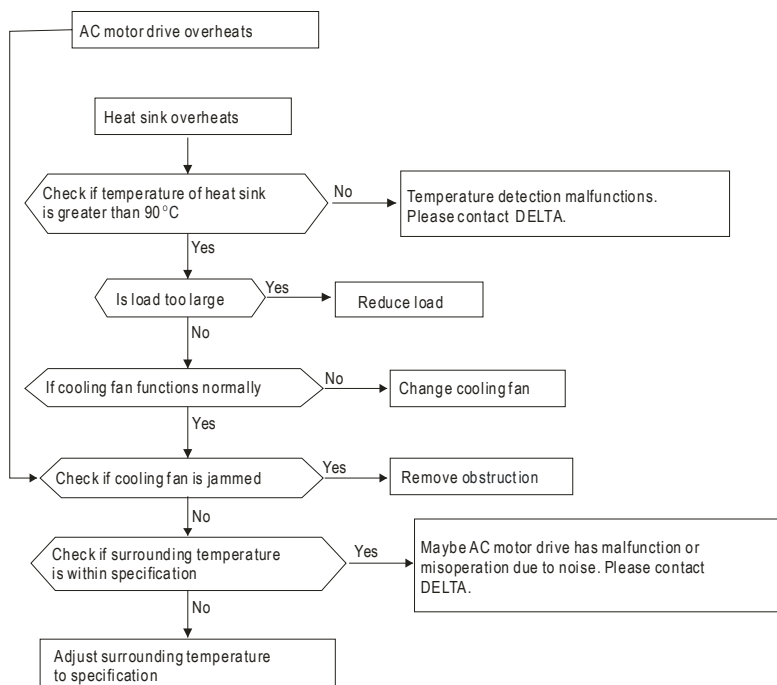 AC motor drive overheats
Heat sink overheats
Check if temperature of heat sink
is greater than 90°C
No
Temperature detection malfunctions.
Please contact DELTA.
Yes
Is load too large
Yes
Reduce load
No
If cooling fan functions normally
No
Change cooling fan
Yes
Check if cooling fan is jammed
Yes
Remove obstruction
No
Check if surrounding temperature
is within specification
Yes
Maybe AC motor drive has malfunction or
misoperation due to noise. Please contact
DELTA.
No
Adjust surrounding temperature
to specification